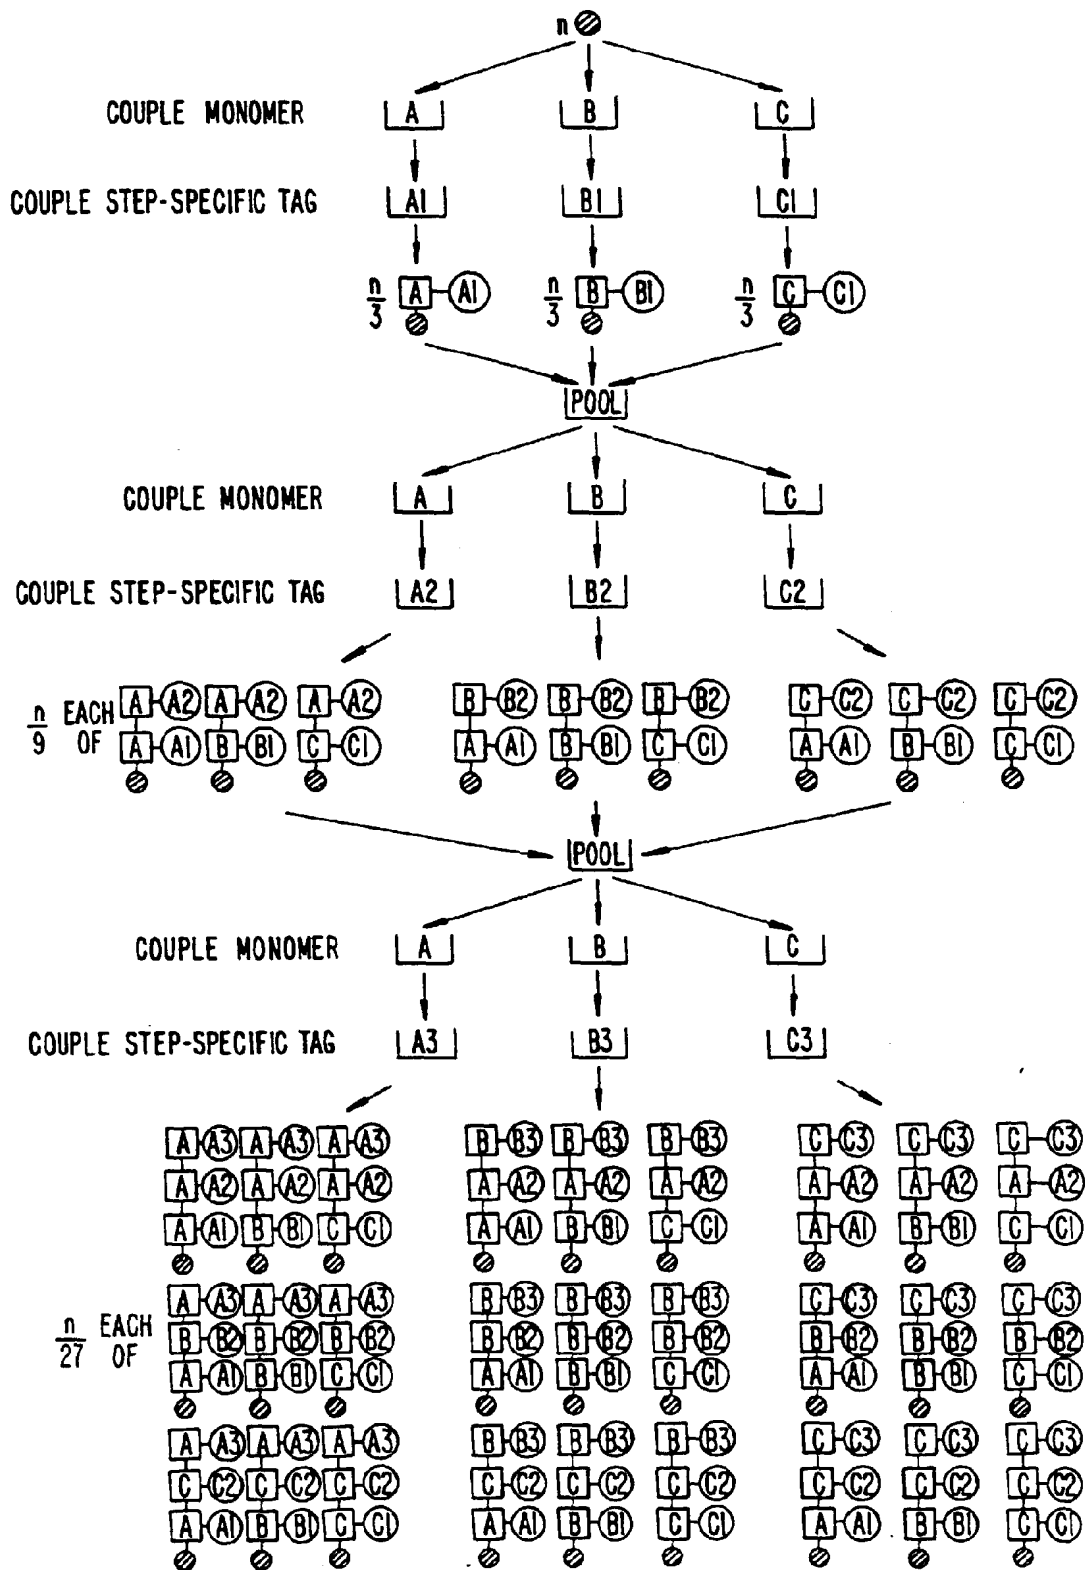 n
COUPLE MONOMER A B C
COUPLE STEP-SPECIFIC TAG A1 B1 C1
n/3 A A1 n/3 B B1 n/3 C C1
POOL
COUPLE MONOMER A B C
COUPLE STEP-SPECIFIC TAG A2 B2 C2
n/9 EACH OF
A A2 A A2 A A2 B B2 B B2 B B2 C C2 C C2 C C2
A A1 B B1 C C1 A A1 B B1 C C1 A A1 B B1 C C1
POOL
COUPLE MONOMER A B C
COUPLE STEP-SPECIFIC TAG A3 B3 C3
A A3 A A3 A A3 B B3 B B3 B B3 C C3 C C3 C C3
A A2 A A2 A A2 A A2 A A2 A A2 A A2 A A2 A A2
A A1 B B1 C C1 A A1 B B1 C C1 A A1 B B1 C C1
n/27 EACH OF
A A3 A A3 A A3 B B3 B B3 B B3 C C3 C C3 C C3
B B2 B B2 B B2 B B2 B B2 B B2 B B2 B B2 B B2
A A1 B B1 C C1 A A1 B B1 C C1 A A1 B B1 C C1
A A3 A A3 A A3 B B3 B B3 B B3 C C3 C C3 C C3
C C2 C C2 C C2 C C2 C C2 C C2 C C2 C C2 C C2
A A1 B B1 C C1 A A1 B B1 C C1 A A1 B B1 C C1